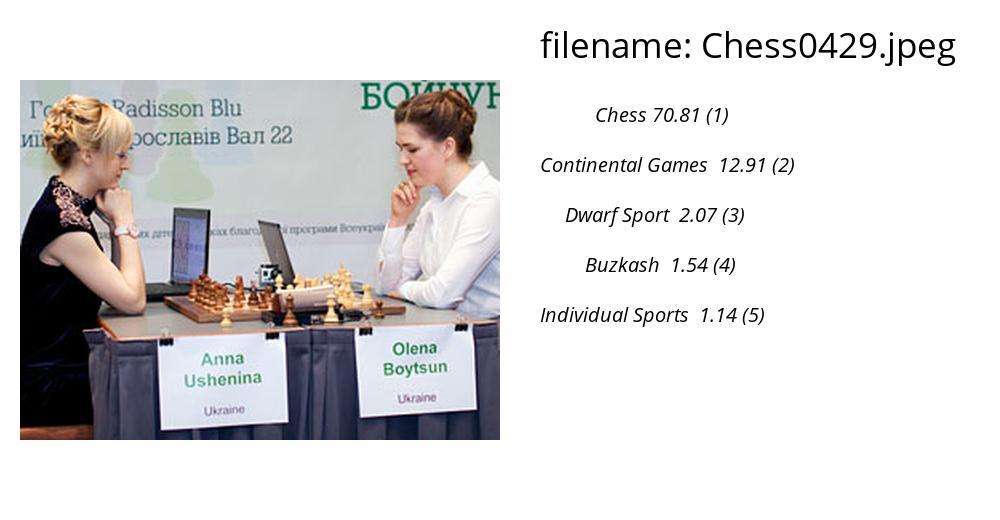 filename: Chess0429.jpeg
Chess 70.81 (1)
Continental Games 12.91 (2)
Dwarf Sport 2.07 (3)
Buzkash 1.54 (4)
Individual Sports 1.14 (5)
Radisson Blu
Вал 22
Anna
Ushenina
Ukraine
Olena
Boytsun
Ukraine